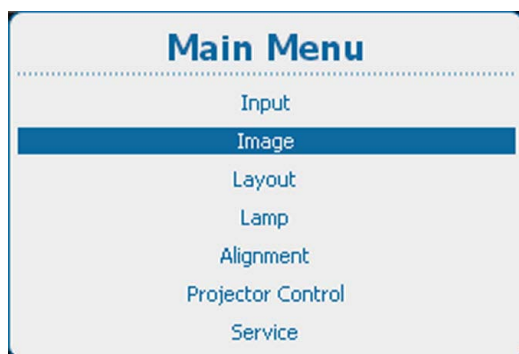 Main Menu
Input
Image
Layout
Lamp
Alignment
Projector Control
Service